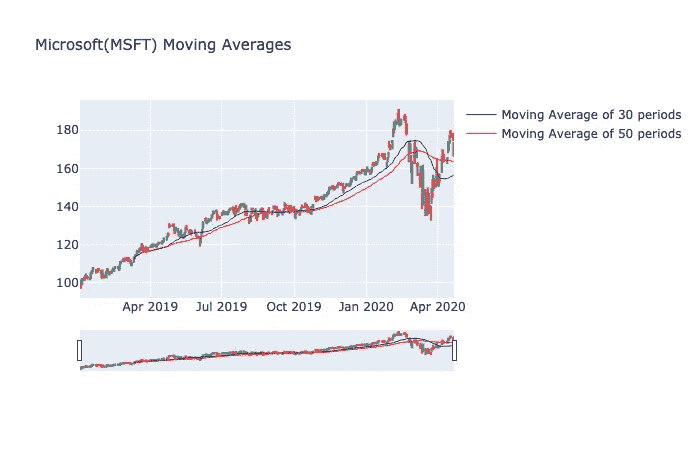 Microsoft(MSFT) Moving Averages
Moving Average of 30 periods
Moving Average of 50 periods
180
160
140
120
100
Apr 2019 Jul 2019 Oct 2019 Jan 2020 Apr 2020